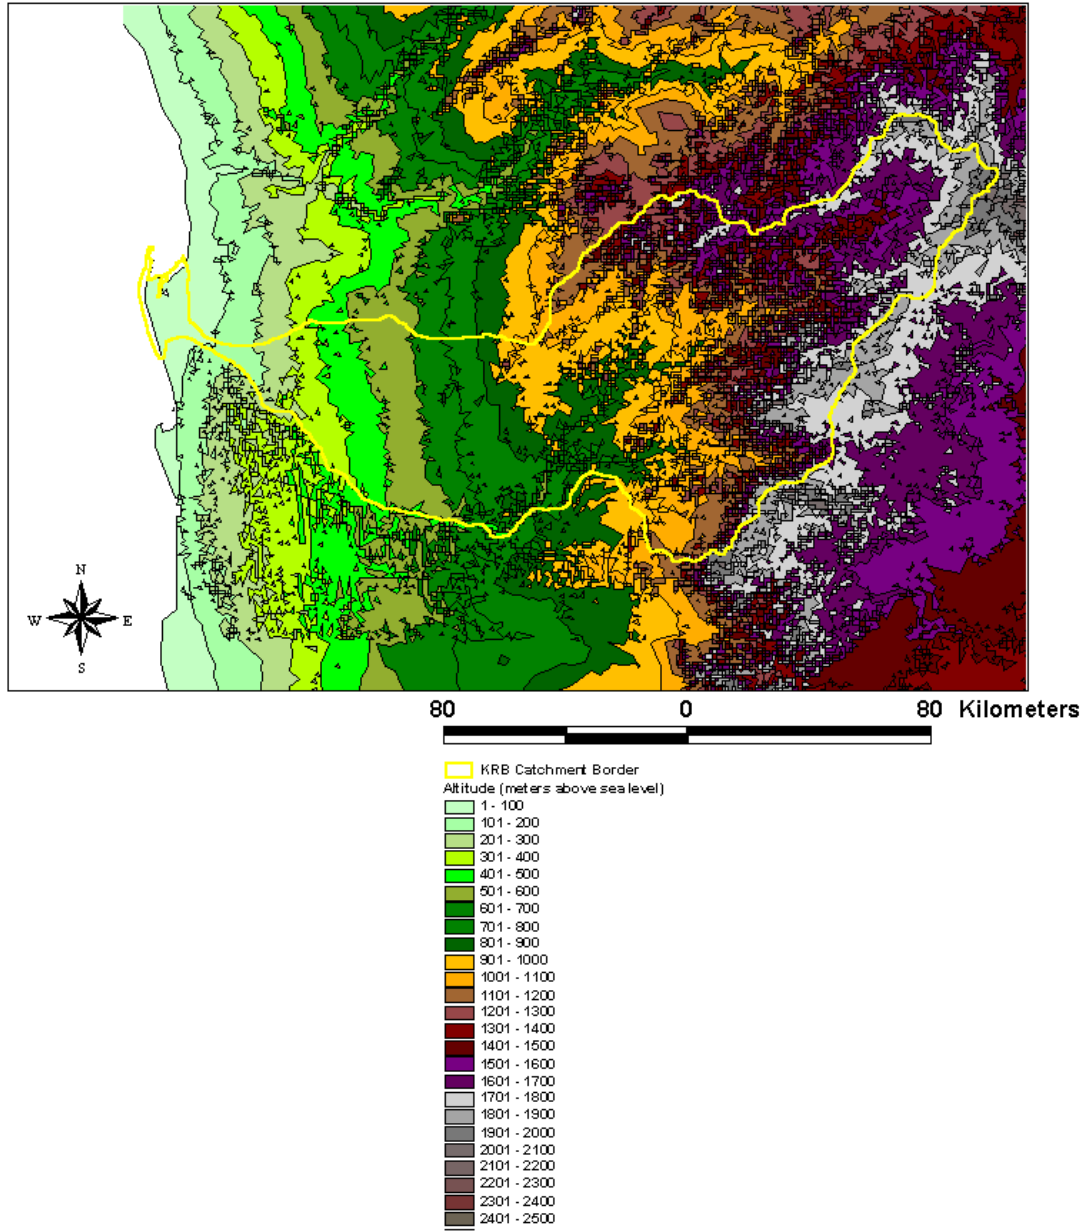 N
W E
S
80 0 80 Kilometers
KRB Catchment Border
Altitude (meters above sea level)
1 - 100
101 - 200
201 - 300
301 - 400
401 - 500
501 - 600
601 - 700
701 - 800
801 - 900
901 - 1000
1001 - 1100
1101 - 1200
1201 - 1300
1301 - 1400
1401 - 1500
1501 - 1600
1601 - 1700
1701 - 1800
1801 - 1900
1901 - 2000
2001 - 2100
2101 - 2200
2201 - 2300
2301 - 2400
2401 - 2500